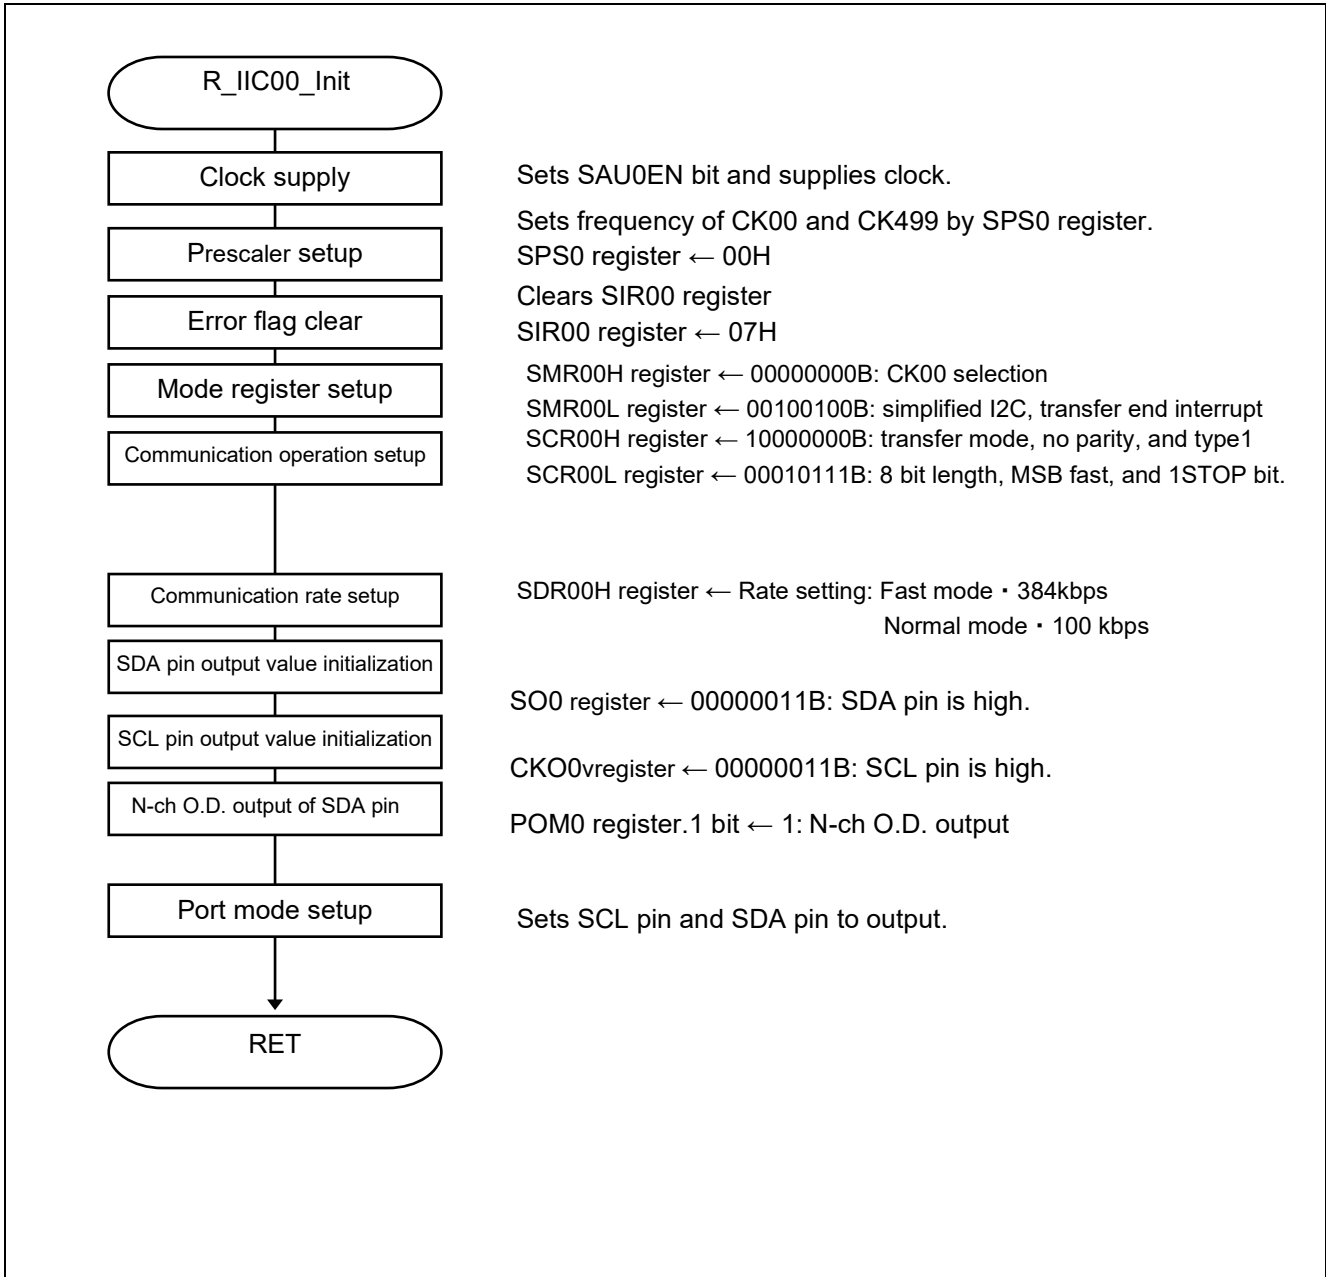 R_IIC00_Init
Clock supply
Sets SAU0EN bit and supplies clock.
Sets frequency of CK00 and CK499 by SPS0 register.
Prescaler setup
SPS0 register ← 00H
Clears SIR00 register
Error flag clear
SIR00 register ← 07H
Mode register setup
SMR00H register ← 00000000B: CK00 selection
SMR00L register ← 00100100B: simplified I2C, transfer end interrupt
Communication operation setup
SCR00H register ← 10000000B: transfer mode, no parity, and type1
SCR00L register ← 00010111B: 8 bit length, MSB fast, and 1STOP bit.
Communication rate setup
SDR00H register ← Rate setting: Fast mode・384kbps
Normal mode・100 kbps
SDA pin output value initialization
SO0 register ← 00000011B: SDA pin is high.
SCL pin output value initialization
CKO0vregister ← 00000011B: SCL pin is high.
N-ch O.D. output of SDA pin
POM0 register.1 bit ← 1: N-ch O.D. output
Port mode setup
Sets SCL pin and SDA pin to output.
RET